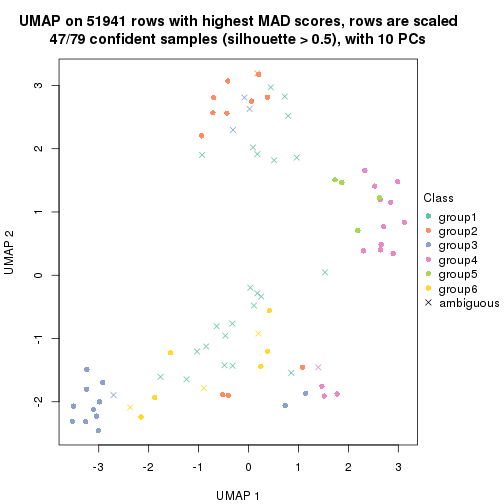 UMAP on 51941 rows with highest MAD scores, rows are scaled
47/79 confident samples (silhouette > 0.5), with 10 PCs
3
2
1
0
-1
-2
UMAP 2
-3
-2
-1
0
1
2
3
UMAP 1
Class
group1
group2
group3
group4
group5
group6
ambiguous